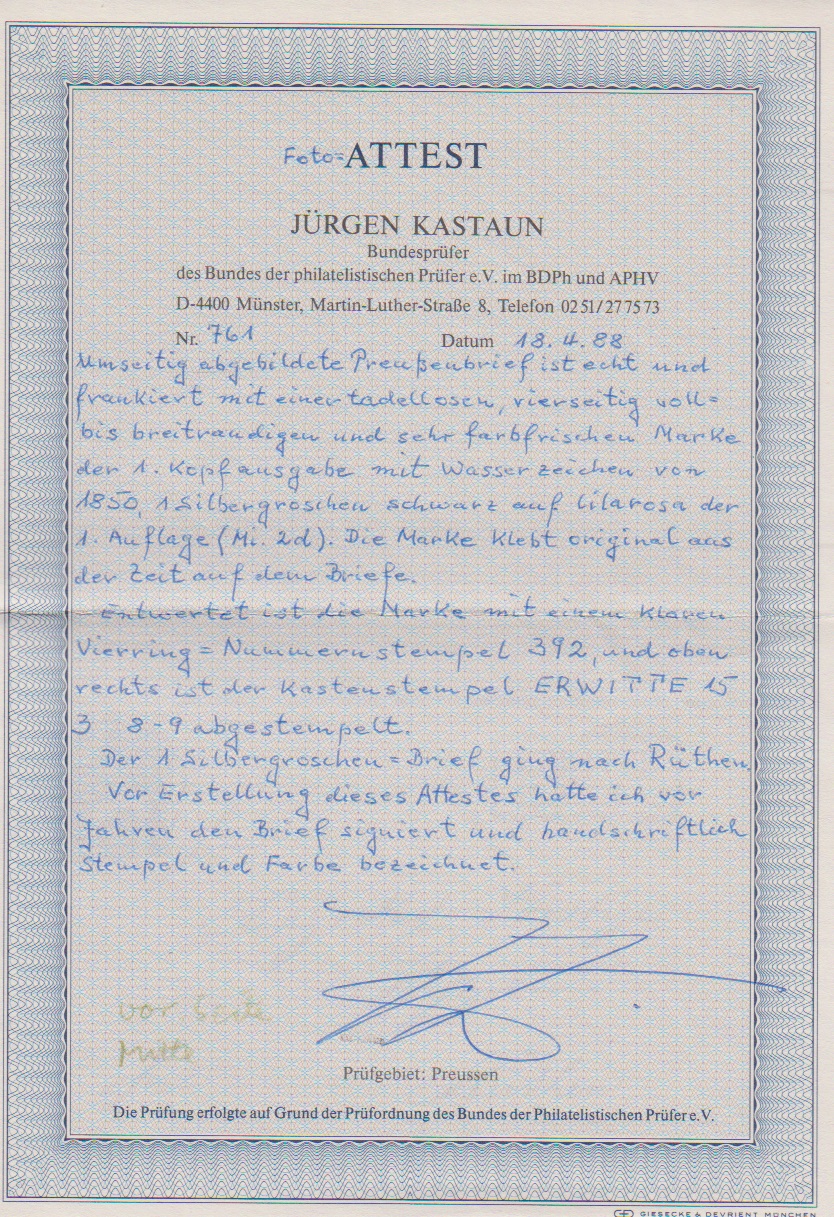 Foto=ATTEST
JÜRGEN KASTAUN
Bundesprüfer
des Bundes der philatelistischen Prüfer e.V. im BDPh und APHV
D-4400 Münster, Martin-Luther-Straße 8, Telefon 0251/277573
Nr. 761 Datum 18.4.88
Umseitig abgebildete Preußenbrief ist echt und
frankiert mit einer tadellosen, vierseitig voll=
bis breitrandigen und sehr farbfrischen Marke
der 1. Kopfausgabe mit Wasserzeichen von
1850, 1 Silbergroschen schwarz auf lilarosa der
1. Auflage (Mi. 2d). Die Marke klebt original aus
der Zeit auf dem Briefe.
Entwertet ist die Marke mit einem klaren
Vierring=Nummernstempel 392, und oben
rechts ist der Kastenstempel ERWITTE 15
3 8-9 abgestempelt.
Der 1 Silbergroschen=Brief ging nach Rüthen.
Vor Erstellung dieses Attestes hatte ich vor
Jahren den Brief signiert und handschriftlich
Stempel und Farbe bezeichnet.
vor
Mitte
Prüfgebiet: Preussen
Die Prüfung erfolgte auf Grund der Prüfordnung des Bundes der Philatelistischen Prüfer e.V.
GIESECKE & DEVRIENT MÜNCHEN